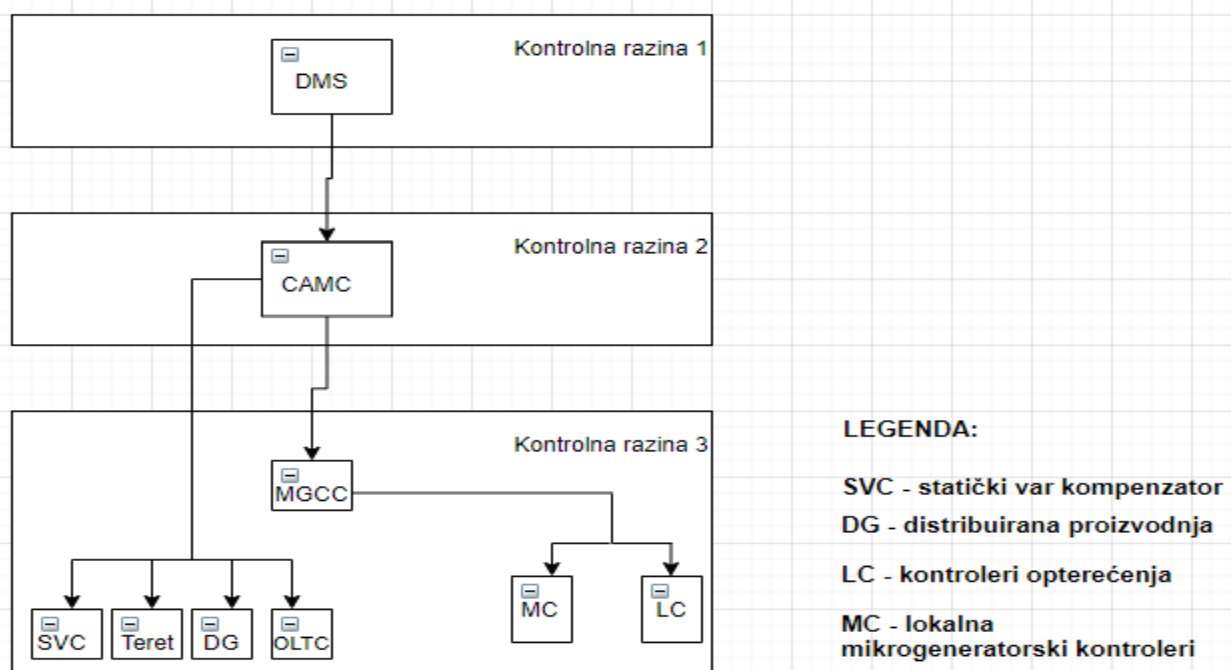 Kontrolna razina 1
DMS
Kontrolna razina 2
CAMC
Kontrolna razina 3
MGCC
SVC
Teret
DG
OLTC
MC
LC
LEGENDA:
SVC - statički var kompenzator
DG - distribuirana proizvodnja
LC - kontroleri opterećenja
MC - lokalna
mikrogeneratorski kontroleri